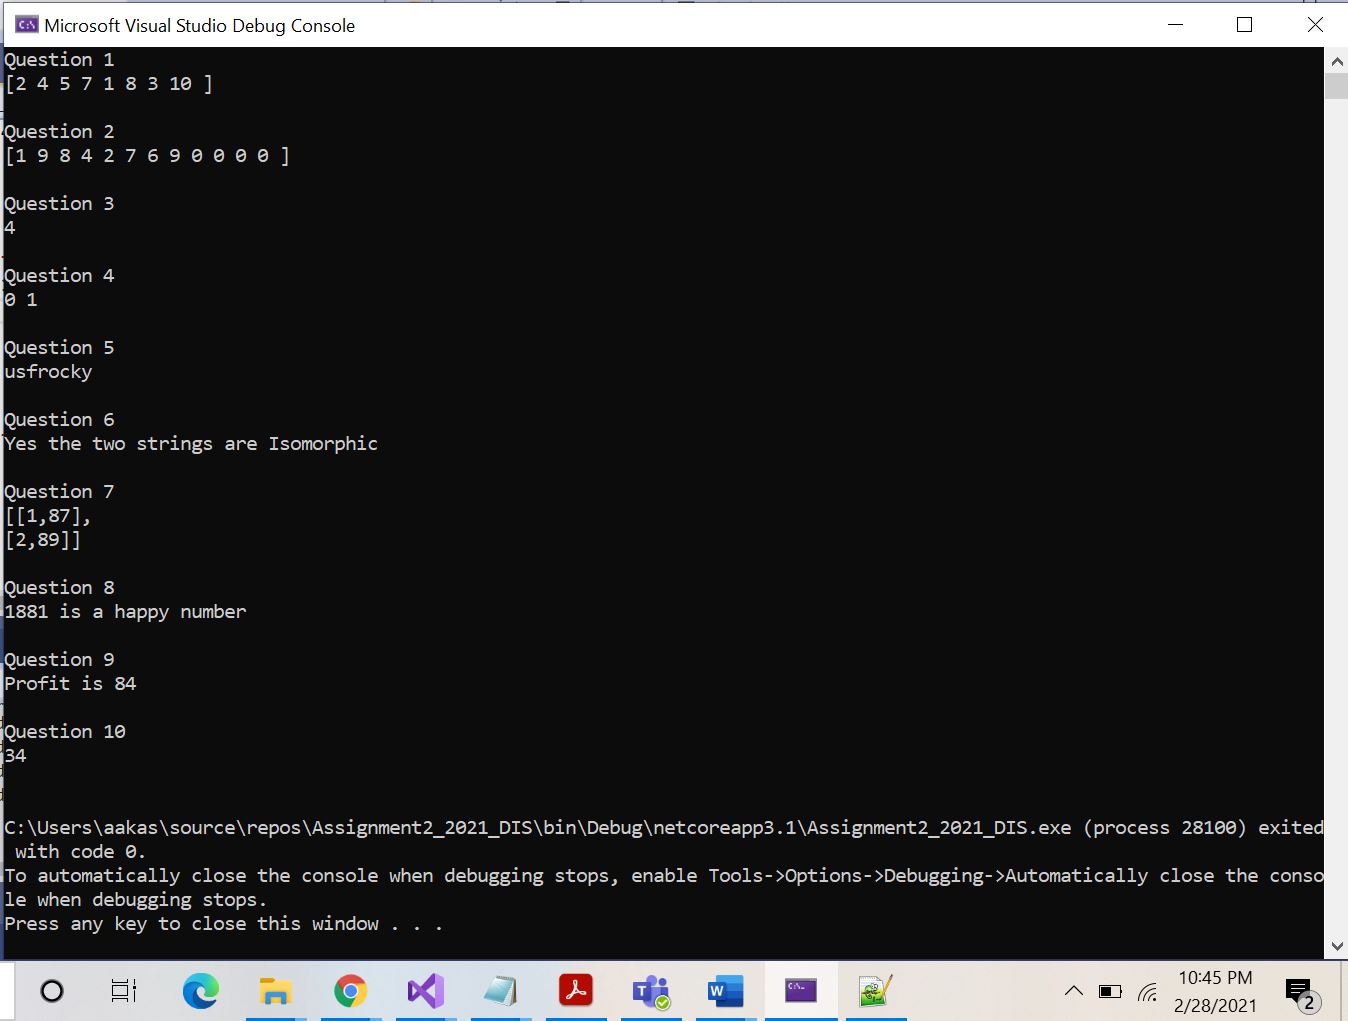 Microsoft Visual Studio Debug Console
Question 1
[2 4 5 7 1 8 3 10 ]
Question 2
[1 9 8 4 2 7 6 9 0 0 0 0 ]
Question 3
4
Question 4
0 1
Question 5
usfrocky
Question 6
Yes the two strings are Isomorphic
Question 7
[[1,87],
[2,89]]
Question 8
1881 is a happy number
Question 9
Profit is 84
Question 10
34
C:\Users\aakas\source\repos\Assignment2_2021_DIS\bin\Debug\netcoreapp3.1\Assignment2_2021_DIS.exe (process 28100) exited
with code 0.
To automatically close the console when debugging stops, enable Tools->Options->Debugging->Automatically close the conso
le when debugging stops.
Press any key to close this window . . .
10:45 PM
2/28/2021
2